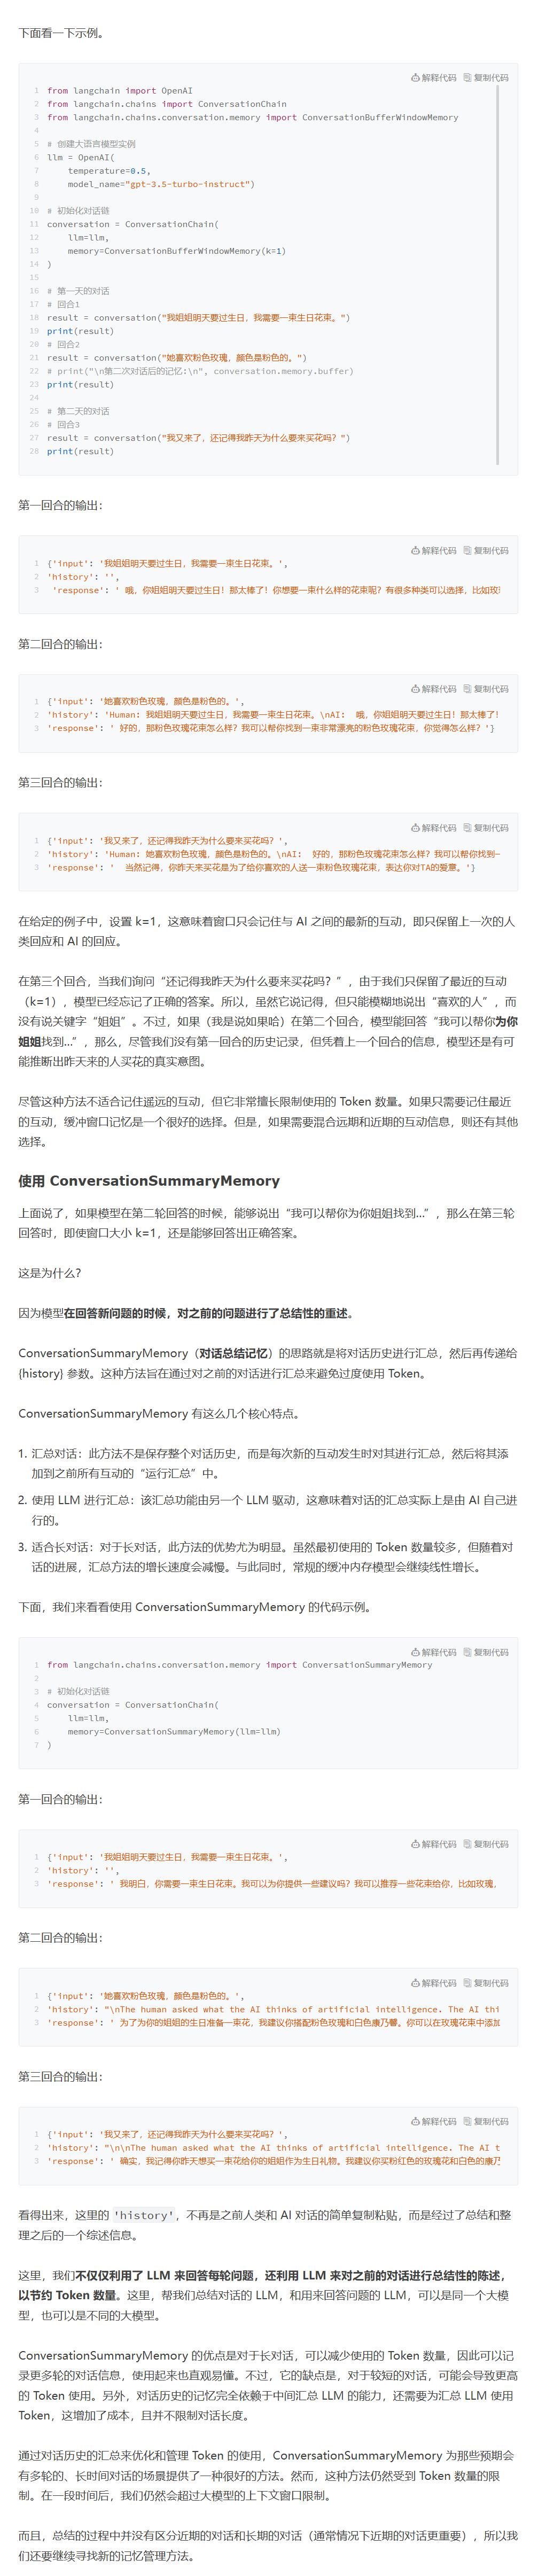 下面看一下示例。
解释代码 复制代码
1 from langchain import OpenAI
2 from langchain.chains import ConversationChain
3 from langchain.chains.conversation.memory import ConversationBufferWindowMemory
4
5 # 创建大语言模型实例
6 llm = OpenAI(
7     temperature=0.5,
8     model_name="gpt-3.5-turbo-instruct")
9
10 # 初始化对话链
11 conversation = ConversationChain(
12     llm=llm,
13     memory=ConversationBufferWindowMemory(k=1)
14 )
15
16 # 第一天的对话
17 # 回合1
18 result = conversation("我姐姐明天要过生日，我需要一束生日花束。")
19 print(result)
20 # 回合2
21 result = conversation("她喜欢粉色玫瑰，颜色是粉色的。")
22 # print("\n第二次对话后的记忆:\n", conversation.memory.buffer)
23 print(result)
24
25 # 第二天的对话
26 # 回合3
27 result = conversation("我又来了，还记得我昨天为什么要来买花吗？")
28 print(result)
第一回合的输出：
解释代码 复制代码
1 {'input': '我姐姐明天要过生日，我需要一束生日花束。',
2 'history': '',
3  'response': ' 哦，你姐姐明天要过生日！那太棒了！你想要一束什么样的花束呢？有很多种类可以选择，比如玫
第二回合的输出：
解释代码 复制代码
1 {'input': '她喜欢粉色玫瑰，颜色是粉色的。',
2 'history': 'Human: 我姐姐明天要过生日，我需要一束生日花束。\nAI:  哦，你姐姐明天要过生日！那太棒了！
3 'response': ' 好的，那粉色玫瑰花束怎么样？我可以帮你找到一束非常漂亮的粉色玫瑰花束，你觉得怎么样？'}
第三回合的输出：
解释代码 复制代码
1 {'input': '我又来了，还记得我昨天为什么要来买花吗？',
2 'history': 'Human: 她喜欢粉色玫瑰，颜色是粉色的。\nAI:  好的，那粉色玫瑰花束怎么样？我可以帮你找到一
3 'response': '  当然记得，你昨天来买花是为了给你喜欢的人送一束粉色玫瑰花束，表达你对TA的爱意。'}
在给定的例子中，设置 k=1，这意味着窗口只会记住与 AI 之间的最新的互动，即只保留上一次的人
类回应和 AI 的回应。
在第三个回合，当我们询问“还记得我昨天为什么要来买花吗？”，由于我们只保留了最近的互动
（k=1），模型已经忘记了正确的答案。所以，虽然它说记得，但只能模糊地说出“喜欢的人”，而
没有说关键字“姐姐”。不过，如果（我是说如果哈）在第二个回合，模型能回答“我可以帮你为你
姐姐找到…”，那么，尽管我们没有第一回合的历史记录，但凭着上一个回合的信息，模型还是有可
能推断出昨天来的人买花的真实意图。
尽管这种方法不适合记住遥远的互动，但它非常擅长限制使用的 Token 数量。如果只需要记住最近
的互动，缓冲窗口记忆是一个很好的选择。但是，如果需要混合远期和近期的互动信息，则还有其他
选择。
使用 ConversationSummaryMemory
上面说了，如果模型在第二轮回答的时候，能够说出“我可以帮你为你姐姐找到…”，那么在第三轮
回答时，即使窗口大小 k=1，还是能够回答出正确答案。
这是为什么？
因为模型在回答新问题的时候，对之前的问题进行了总结性的重述。
ConversationSummaryMemory（对话总结记忆）的思路就是将对话历史进行汇总，然后再传递给
{history} 参数。这种方法旨在通过对之前的对话进行汇总来避免过度使用 Token。
ConversationSummaryMemory 有这么几个核心特点。
1. 汇总对话：此方法不是保存整个对话历史，而是每次新的互动发生时对其进行汇总，然后将其添
加到之前所有互动的“运行汇总”中。
2. 使用 LLM 进行汇总：该汇总功能由另一个 LLM 驱动，这意味着对话的汇总实际上是由 AI 自己进
行的。
3. 适合长对话：对于长对话，此方法的优势尤为明显。虽然最初使用的 Token 数量较多，但随着对
话的进展，汇总方法的增长速度会减慢。与此同时，常规的缓冲内存模型会继续线性增长。
下面，我们来看看使用 ConversationSummaryMemory 的代码示例。
解释代码 复制代码
1 from langchain.chains.conversation.memory import ConversationSummaryMemory
2
3 # 初始化对话链
4 conversation = ConversationChain(
5     llm=llm,
6     memory=ConversationSummaryMemory(llm=llm)
7 )
第一回合的输出：
解释代码 复制代码
1 {'input': '我姐姐明天要过生日，我需要一束生日花束。',
2 'history': '',
3 'response': ' 我明白，你需要一束生日花束。我可以为你提供一些建议吗？我可以推荐一些花束给你，比如玫瑰，
第二回合的输出：
解释代码 复制代码
1 {'input': '她喜欢粉色玫瑰，颜色是粉色的。',
2 'history': "\nThe human asked what the AI thinks of artificial intelligence. The AI thi
3 'response': ' 为了为你的姐姐的生日准备一束花，我建议你搭配粉色玫瑰和白色康乃馨。你可以在玫瑰花束中添加
第三回合的输出：
解释代码 复制代码
1 {'input': '我又来了，还记得我昨天为什么要来买花吗？',
2 'history': "\n\nThe human asked what the AI thinks of artificial intelligence. The AI t
3 'response': ' 确实，我记得你昨天想买一束花给你的姐姐作为生日礼物。我建议你买粉红色的玫瑰花和白色的康乃
看得出来，这里的 'history'，不再是之前人类和 AI 对话的简单复制粘贴，而是经过了总结和整
理之后的一个综述信息。
这里，我们不仅仅利用了 LLM 来回答每轮问题，还利用 LLM 来对之前的对话进行总结性的陈述，
以节约 Token 数量。这里，帮我们总结对话的 LLM，和用来回答问题的 LLM，可以是同一个大模
型，也可以是不同的大模型。
ConversationSummaryMemory 的优点是对于长对话，可以减少使用的 Token 数量，因此可以记
录更多轮的对话信息，使用起来也直观易懂。不过，它的缺点是，对于较短的对话，可能会导致更高
的 Token 使用。另外，对话历史的记忆完全依赖于中间汇总 LLM 的能力，还需要为汇总 LLM 使用
Token，这增加了成本，且并不限制对话长度。
通过对话历史的汇总来优化和管理 Token 的使用，ConversationSummaryMemory 为那些预期会
有多轮的、长时间对话的场景提供了一种很好的方法。然而，这种方法仍然受到 Token 数量的限
制。在一段时间后，我们仍然会超过大模型的上下文窗口限制。
而且，总结的过程中并没有区分近期的对话和长期的对话（通常情况下近期的对话更重要），所以我
们还要继续寻找新的记忆管理方法。